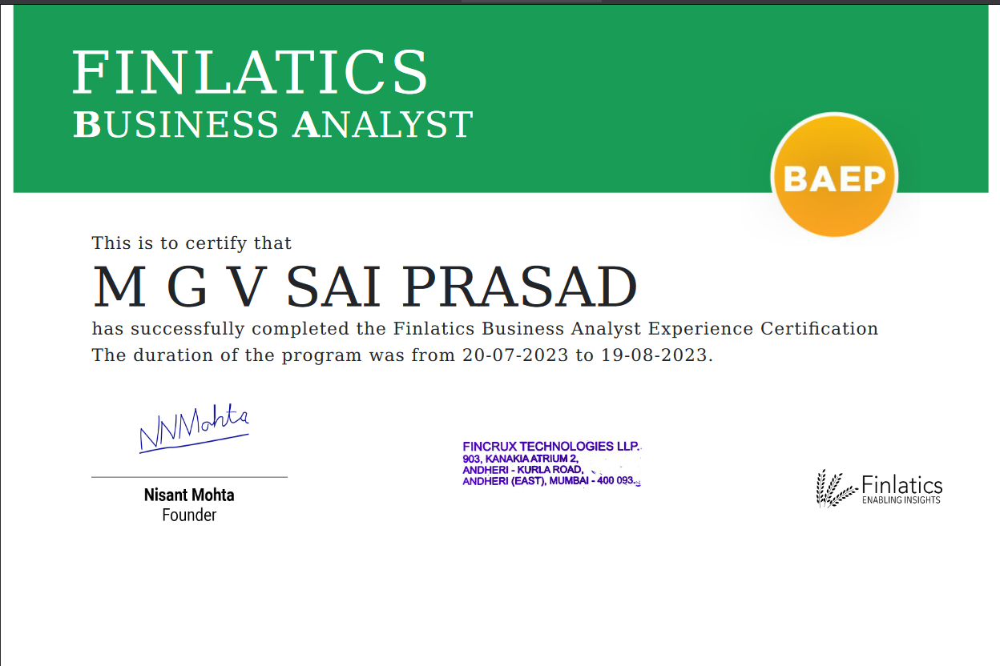 FINLATICS
BUSINESS ANALYST
BAEP
This is to certify that
M G V SAI PRASAD
has successfully completed the Finlatics Business Analyst Experience Certification
The duration of the program was from 20-07-2023 to 19-08-2023.
NNMohta
Nisant Mohta
Founder
FINCRUX TECHNOLOGIES LLP.
903, KANAKIA ATRIUM 2,
ANDHERI - KURLA ROAD,
ANDHERI (EAST), MUMBAI - 400 093.
Finlatics
ENABLING INSIGHTS